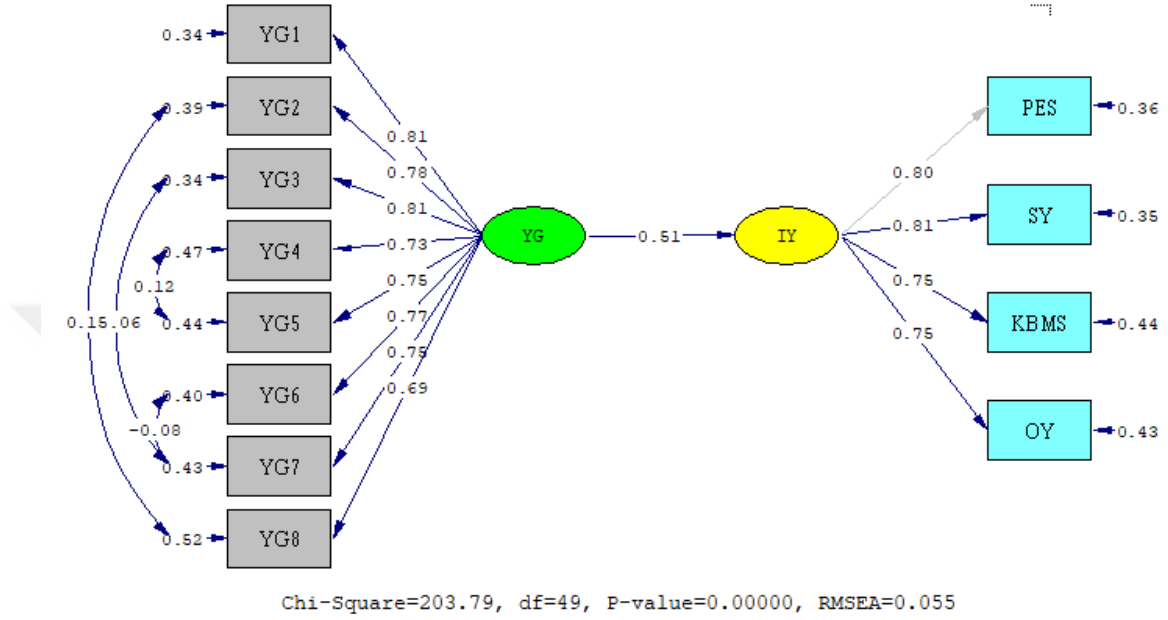 0.34 YG1
0.39 YG2 PES 0.36
0.81
0.78 0.80
0.34 YG3
0.81 0.81 SY 0.35
0.47 YG4 0.73 YG 0.51 IY
0.12 0.75 0.75
0.15 0.06 0.44 YG5 0.77 KBMS 0.44
0.75 0.75
0.40 YG6 0.69
-0.08 OY 0.43
0.43 YG7
0.52 YG8
Chi-Square=203.79, df=49, P-value=0.00000, RMSEA=0.055